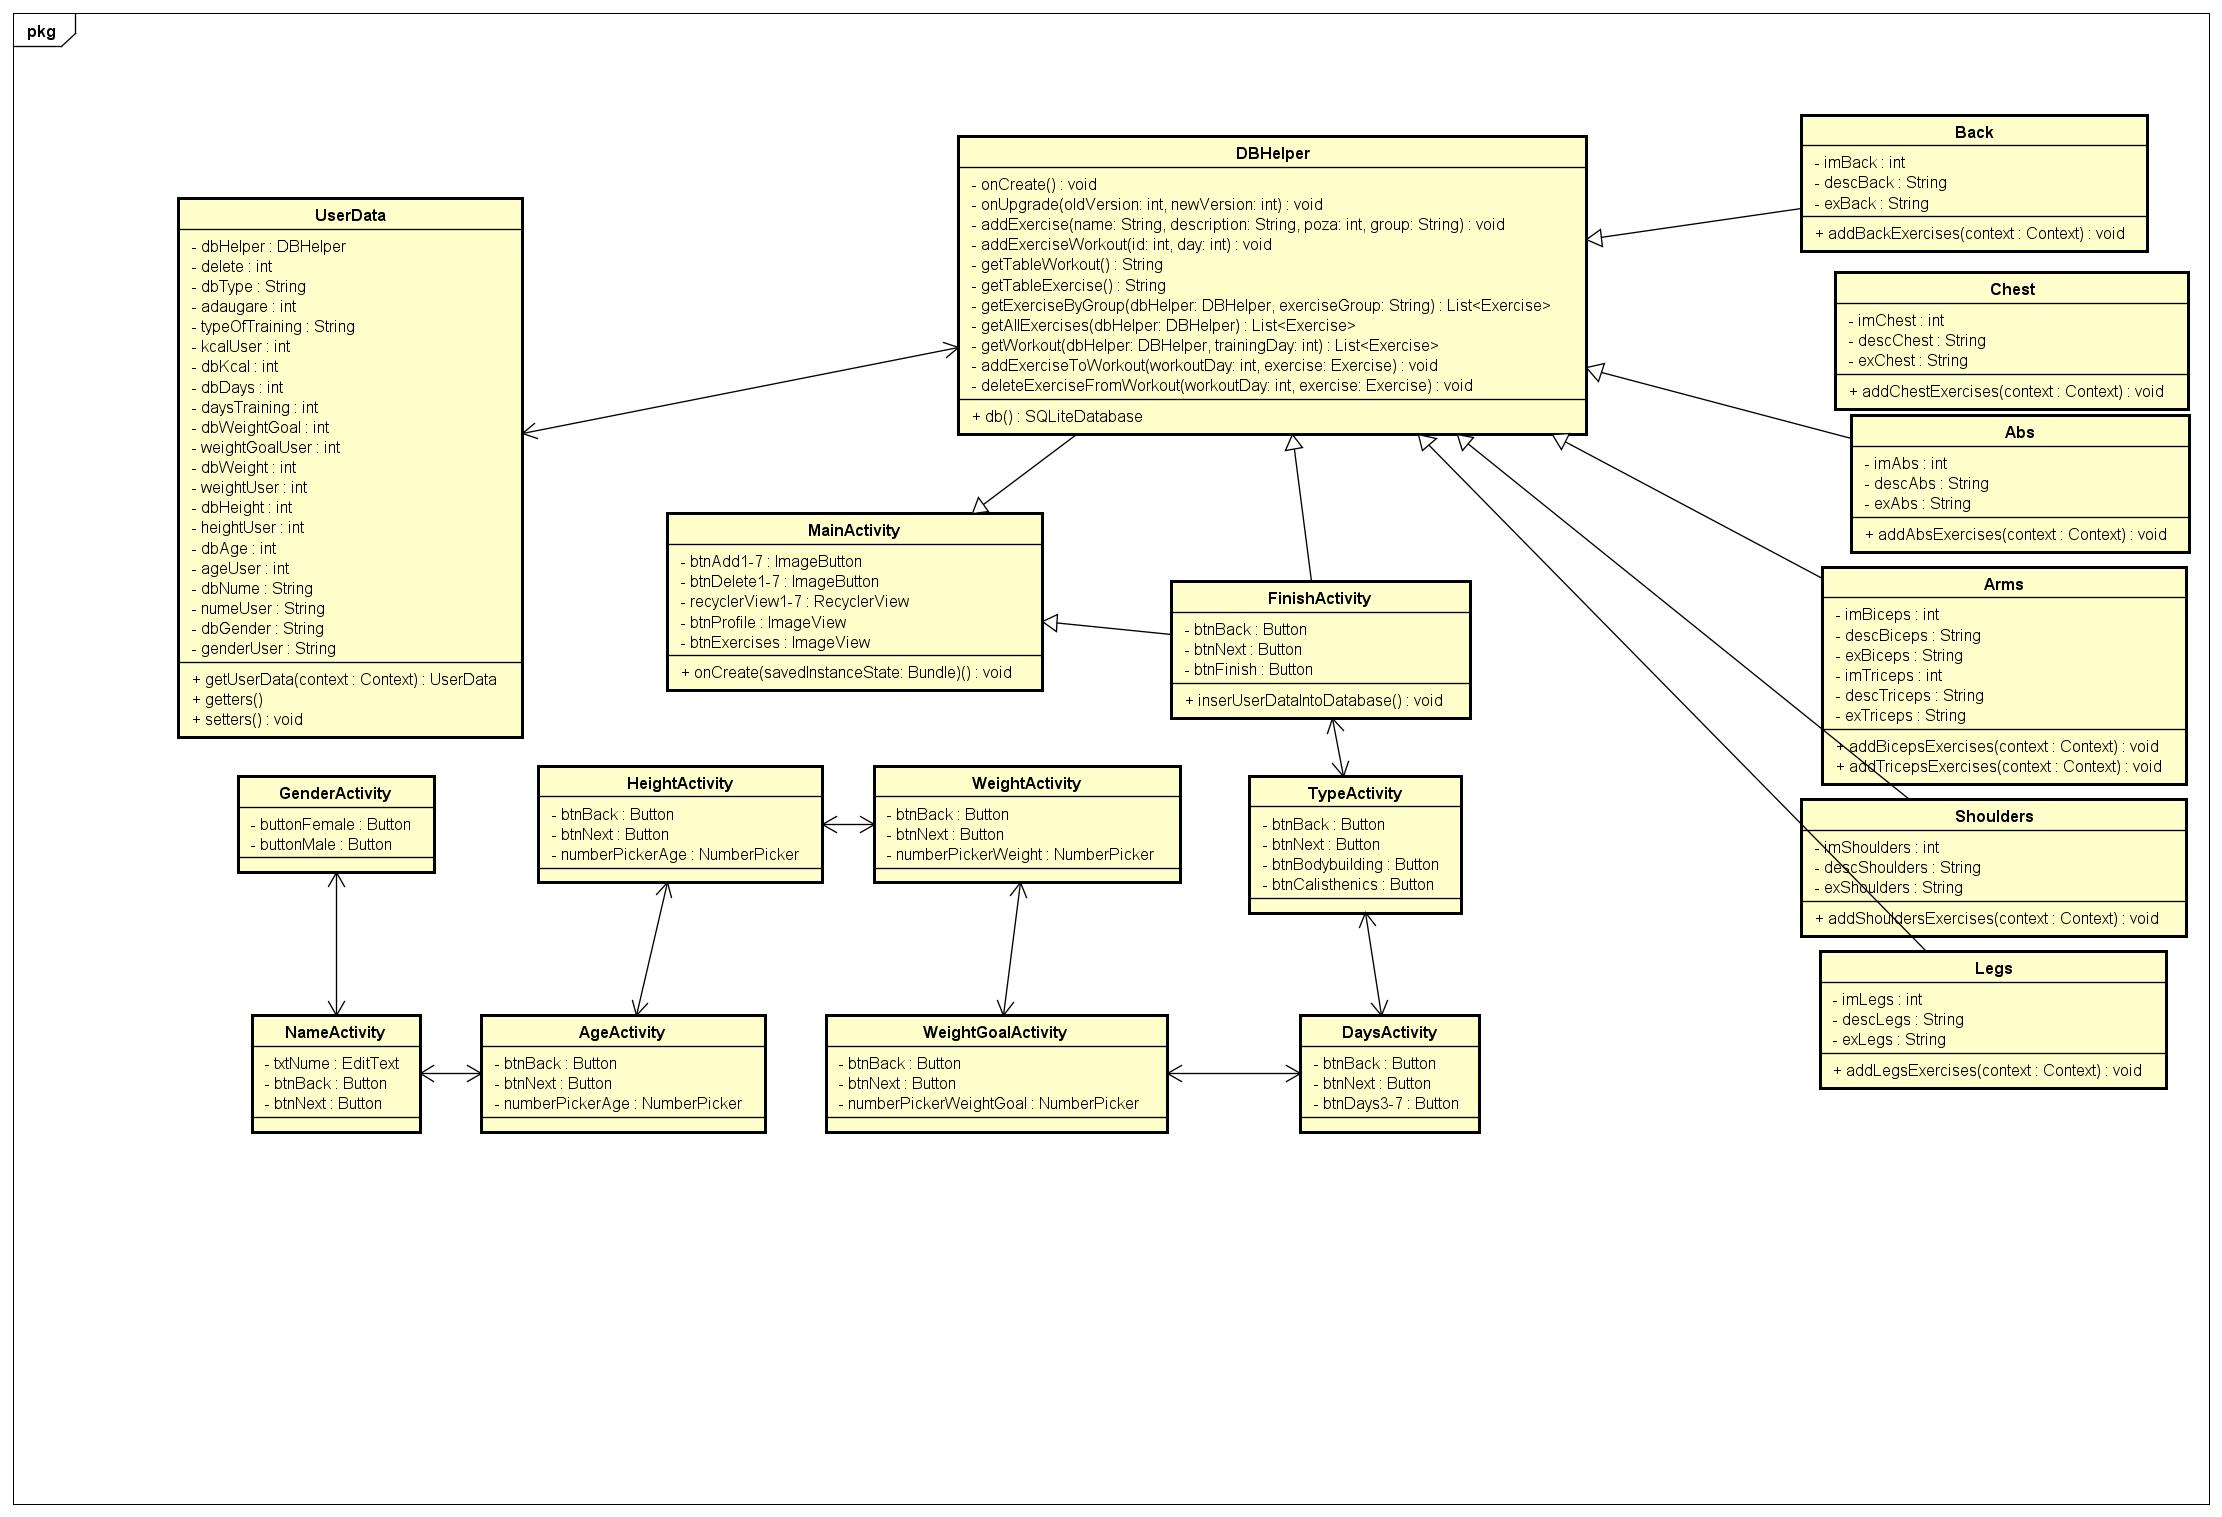 pkg
UserData
- dbHelper : DBHelper
- delete : int
- dbType : String
- adaugare : int
- typeOfTraining : String
- kcalUser : int
- dbKcal : int
- dbDays : int
- daysTraining : int
- dbWeightGoal : int
- weightGoalUser : int
- dbWeight : int
- weightUser : int
- dbHeight : int
- heightUser : int
- dbAge : int
- ageUser : int
- dbNume : String
- numeUser : String
- dbGender : String
- genderUser : String
+ getUserData(context : Context) : UserData
+ getters()
+ setters() : void
DBHelper
- onCreate() : void
- onUpgrade(oldVersion: int, newVersion: int) : void
- addExercise(name: String, description: String, poza: int, group: String) : void
- addExerciseWorkout(id: int, day: int) : void
- getTableWorkout() : String
- getTableExercise() : String
- getExerciseByGroup(dbHelper: DBHelper, exerciseGroup: String) : List<Exercise>
- getAllExercises(dbHelper: DBHelper) : List<Exercise>
- getWorkout(dbHelper: DBHelper, trainingDay: int) : List<Exercise>
- addExerciseToWorkout(workoutDay: int, exercise: Exercise) : void
- deleteExerciseFromWorkout(workoutDay: int, exercise: Exercise) : void
+ db() : SQLiteDatabase
Back
- imBack : int
- descBack : String
- exBack : String
+ addBackExercises(context : Context) : void
Chest
- imChest : int
- descChest : String
- exChest : String
+ addChestExercises(context : Context) : void
Abs
- imAbs : int
- descAbs : String
- exAbs : String
+ addAbsExercises(context : Context) : void
MainActivity
- btnAdd1-7 : ImageButton
- btnDelete1-7 : ImageButton
- recyclerView1-7 : RecyclerView
- btnProfile : ImageView
- btnExercises : ImageView
+ onCreate(savedInstanceState: Bundle)() : void
FinishActivity
- btnBack : Button
- btnNext : Button
- btnFinish : Button
+ inserUserDataIntoDatabase() : void
Arms
- imBiceps : int
- descBiceps : String
- exBiceps : String
- imTriceps : int
- descTriceps : String
- exTriceps : String
+ addBicepsExercises(context : Context) : void
+ addTricepsExercises(context : Context) : void
GenderActivity
- buttonFemale : Button
- buttonMale : Button
HeightActivity
- btnBack : Button
- btnNext : Button
- numberPickerAge : NumberPicker
WeightActivity
- btnBack : Button
- btnNext : Button
- numberPickerWeight : NumberPicker
TypeActivity
- btnBack : Button
- btnNext : Button
- btnBodybuilding : Button
- btnCalisthenics : Button
Shoulders
- imShoulders : int
- descShoulders : String
- exShoulders : String
+ addShouldersExercises(context : Context) : void
Legs
- imLegs : int
- descLegs : String
- exLegs : String
+ addLegsExercises(context : Context) : void
NameActivity
- txtNume : EditText
- btnBack : Button
- btnNext : Button
AgeActivity
- btnBack : Button
- btnNext : Button
- numberPickerAge : NumberPicker
WeightGoalActivity
- btnBack : Button
- btnNext : Button
- numberPickerWeightGoal : NumberPicker
DaysActivity
- btnBack : Button
- btnNext : Button
- btnDays3-7 : Button